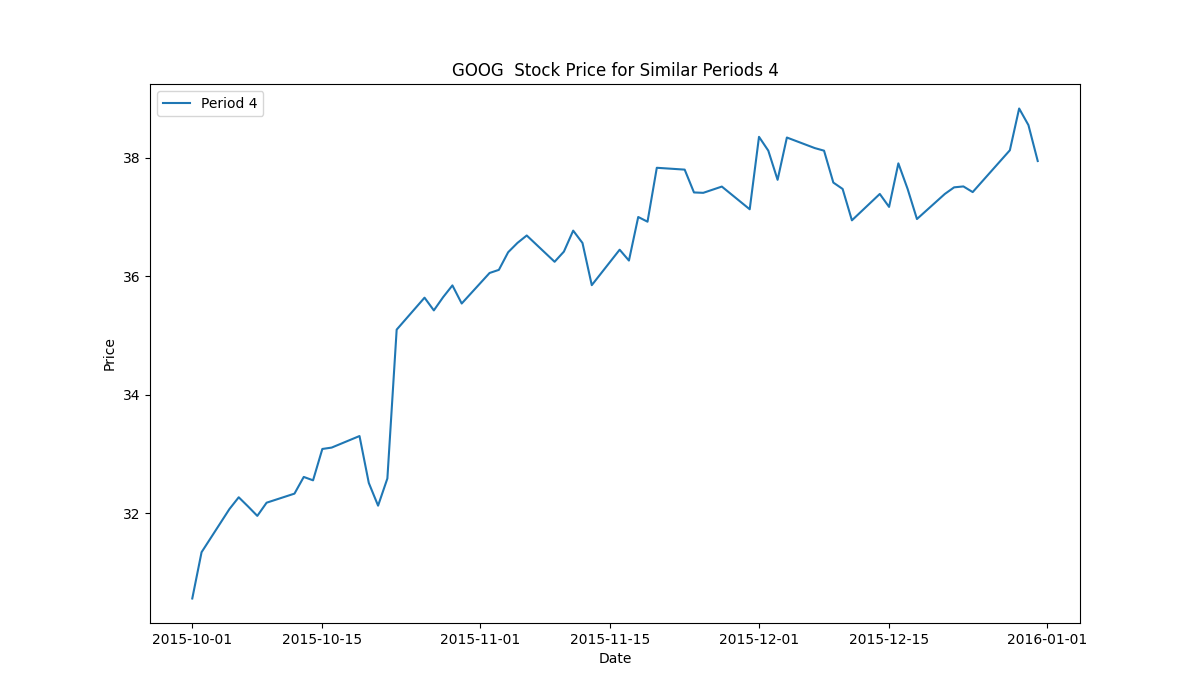 GOOG  Stock Price for Similar Periods 4
Period 4
Price
38
36
34
32
2015-10-01 2015-10-15 2015-11-01 2015-11-15 2015-12-01 2015-12-15 2016-01-01
Date